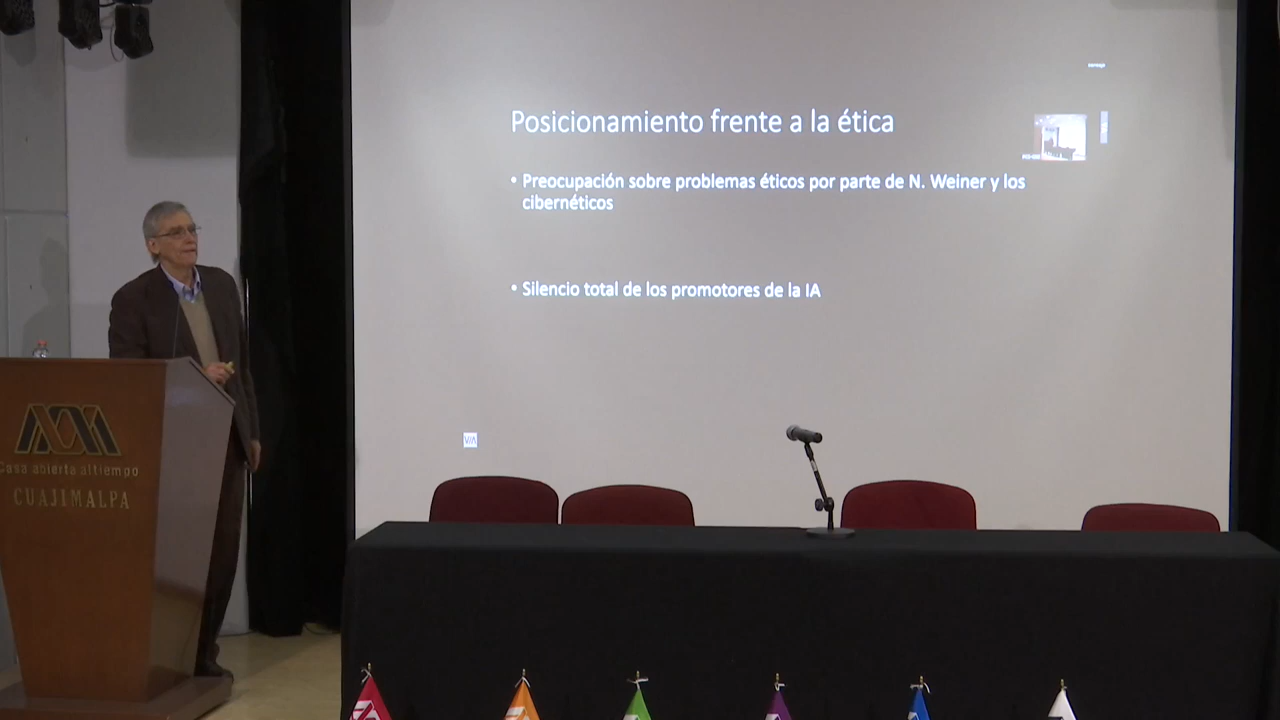 Posicionamiento frente a la ética
• Preocupación sobre problemas éticos por parte de N. Weiner y los
cibernéticos
• Silencio total de los promotores de la IA
Casa abierta al tiempo
CUAJIMALPA